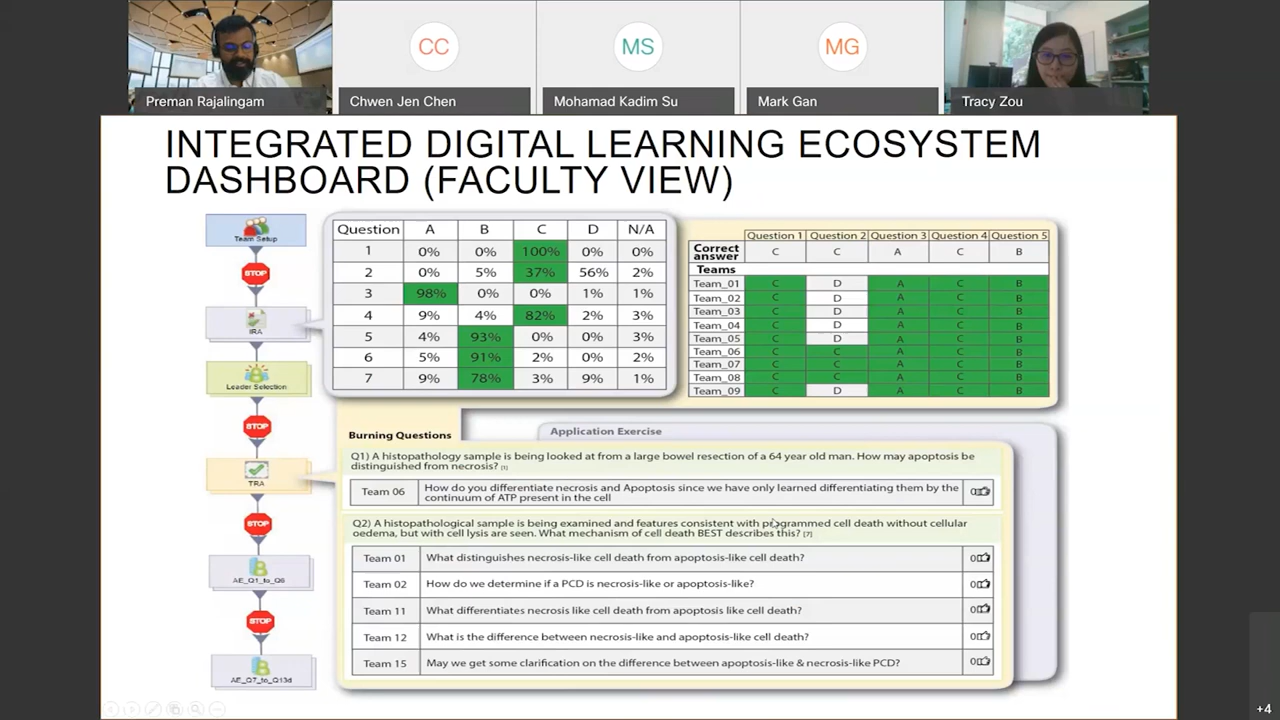 CC
MS
MG
Preman Rajalingam
Chwen Jen Chen
Mohamad Kadim Su
Mark Gan
Tracy Zou
INTEGRATED DIGITAL LEARNING ECOSYSTEM
DASHBOARD (FACULTY VIEW)
Team Setup
STOP
IRA
Leader Selection
STOP
TRA
STOP
AE_Q1_to_Q6
STOP
AE_Q7_to_Q13d
Question A B C D N/A
1 0% 0% 100% 0% 0%
2 0% 5% 37% 56% 2%
3 98% 0% 0% 1% 1%
4 9% 4% 82% 2% 3%
5 4% 93% 0% 0% 3%
6 5% 91% 2% 0% 2%
7 9% 78% 3% 9% 1%
Question 1 Question 2 Question 3 Question 4 Question 5
Correct answer C C A C B
Teams
Team_01 C D A C B
Team_02 C D A C B
Team_03 C D A C B
Team_04 C D A C B
Team_05 C D A C B
Team_06 C C A C B
Team_07 C C A C B
Team_08 C C A C B
Team_09 C D A C B
Burning Questions
Application Exercise
Q1) A histopathology sample is being looked at from a large bowel resection of a 64 year old man. How may apoptosis be
distinguished from necrosis? [1]
Team 06 How do you differentiate necrosis and Apoptosis since we have only learned differentiating them by the
continuum of ATP present in the cell 0
Q2) A histopathological sample is being examined and features consistent with programmed cell death without cellular
oedema, but with cell lysis are seen. What mechanism of cell death BEST describes this? [7]
Team 01 What distinguishes necrosis-like cell death from apoptosis-like cell death? 0
Team 02 How do we determine if a PCD is necrosis-like or apoptosis-like? 0
Team 11 What differentiates necrosis like cell death from apoptosis like cell death? 0
Team 12 What is the difference between necrosis-like and apoptosis-like cell death? 0
Team 15 May we get some clarification on the difference between apoptosis-like & necrosis-like PCD? 0
+4